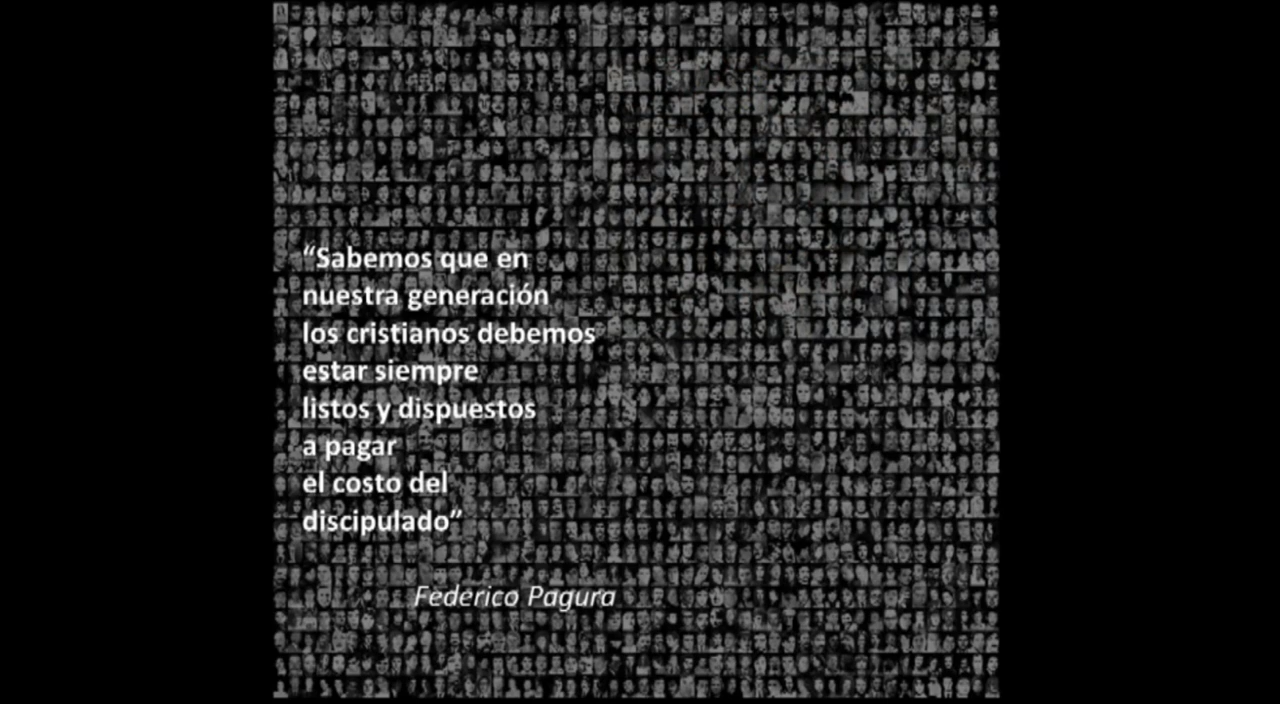 “Sabemos que en
nuestra generación
los cristianos debemos
estar siempre
listos y dispuestos
a pagar
el costo del
discipulado”
Federico Pagura